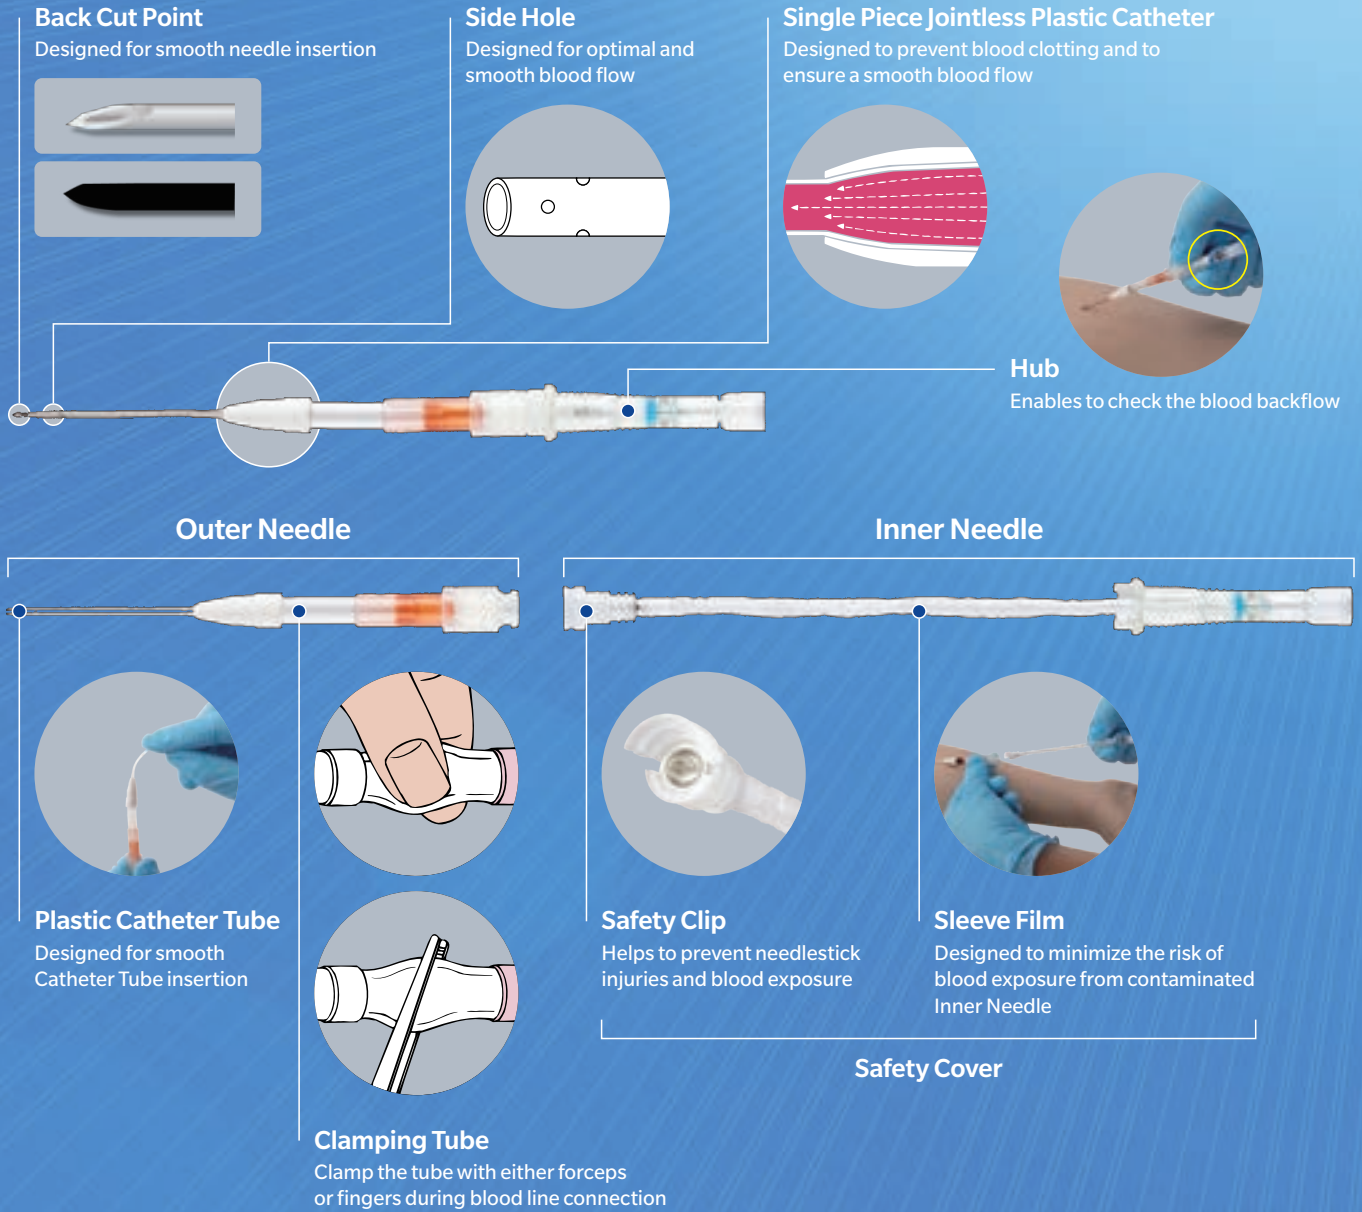 Back Cut Point
Designed for smooth needle insertion
Side Hole
Designed for optimal and
smooth blood flow
Single Piece Jointless Plastic Catheter
Designed to prevent blood clotting and to
ensure a smooth blood flow
Hub
Enables to check the blood backflow
Outer Needle
Inner Needle
Plastic Catheter Tube
Designed for smooth
Catheter Tube insertion
Clamping Tube
Clamp the tube with either forceps
or fingers during blood line connection
Safety Clip
Helps to prevent needlestick
injuries and blood exposure
Sleeve Film
Designed to minimize the risk of
blood exposure from contaminated
Inner Needle
Safety Cover